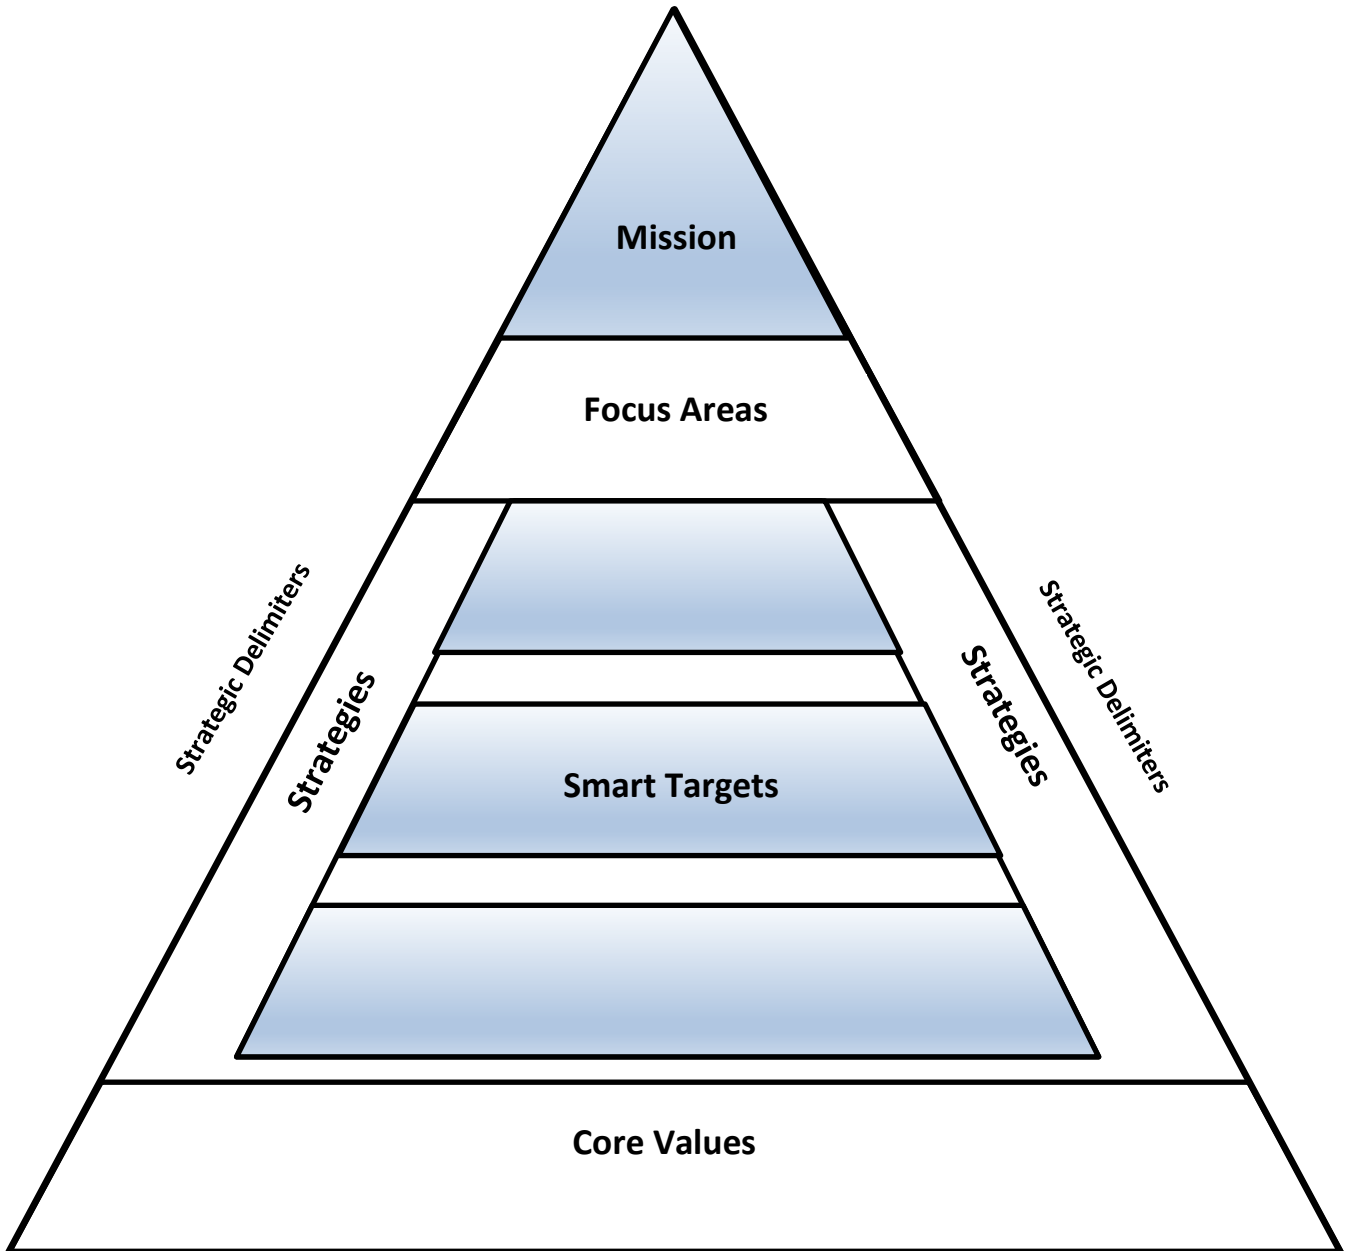 Mission
Focus Areas
Strategic Delimiters
Strategies
Smart Targets
Strategies
Strategic Delimiters
Core Values